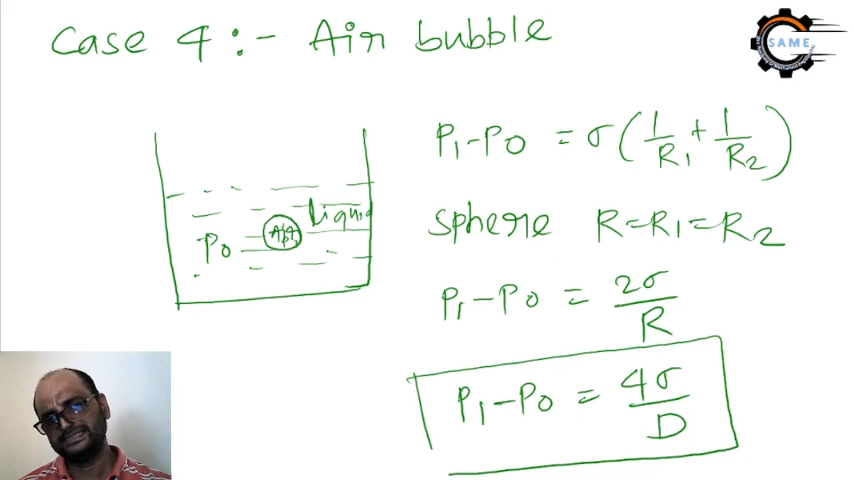 Case 4 :- Air bubble
SAME
P₁-P₀ = σ(1/R₁ + 1/R₂)
Liquid
Air
P₀
sphere R=R₁=R₂
P₁-P₀ = 2σ/R
P₁-P₀ = 4σ/D